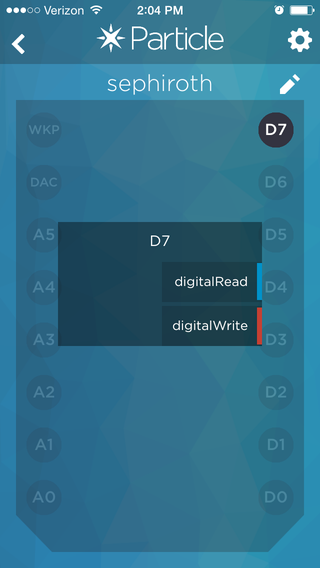 Verizon 2:04 PM
Particle
sephiroth
WKP D7
DAC D6
A5 D5
D7
A4 digitalRead D4
digitalWrite
A3 D3
A2 D2
A1 D1
A0 D0